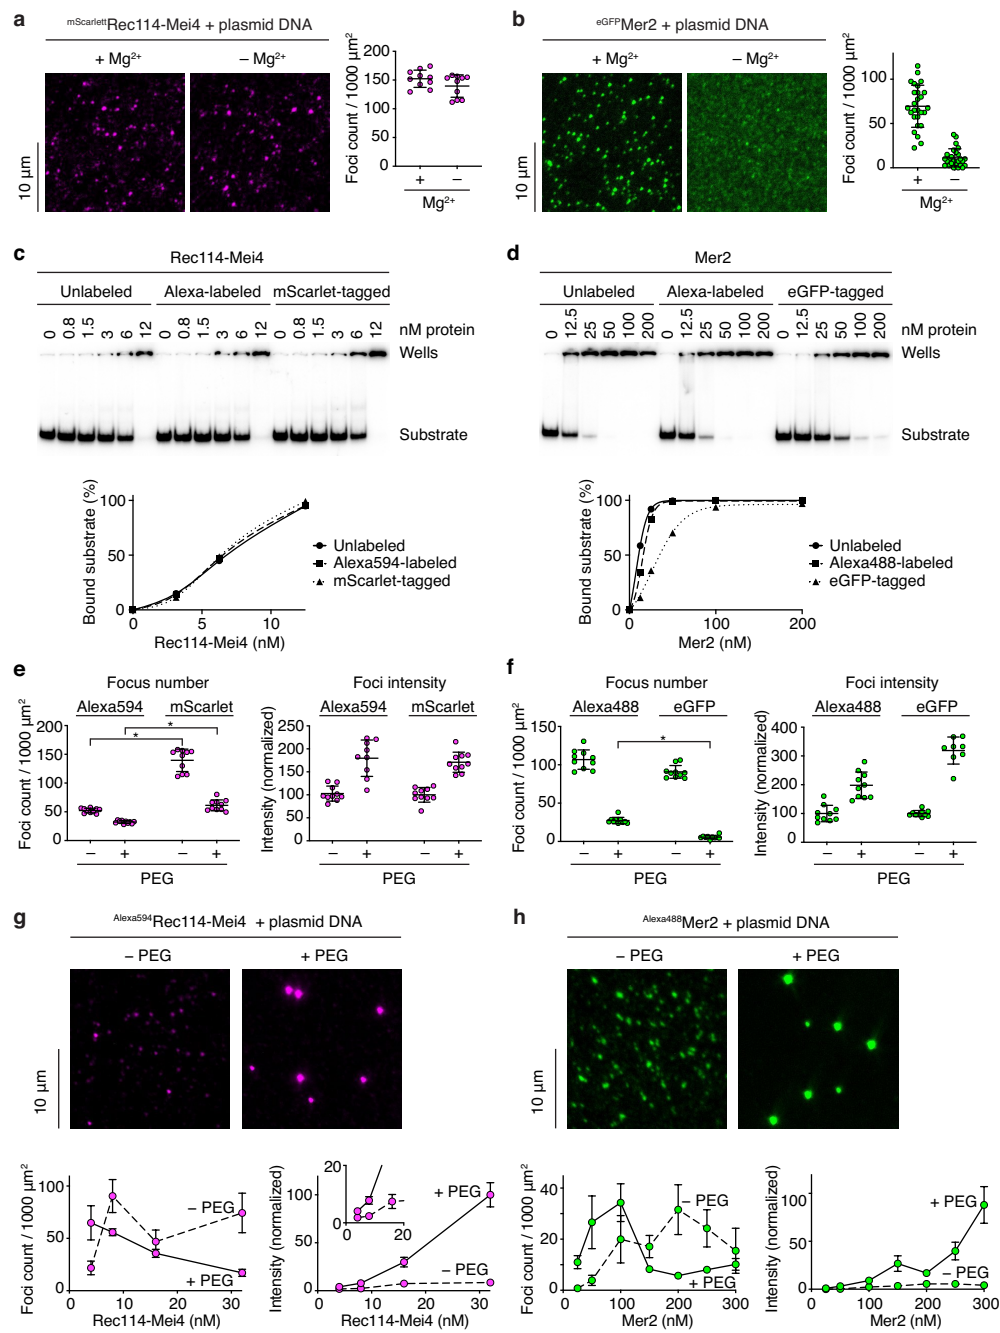 a
mScarlettRec114-Mei4 + plasmid DNA
+ Mg2+
– Mg2+
10 µm
Foci count / 1000 µm2
200
150
100
50
0
+
–
Mg2+
b
eGFPMer2 + plasmid DNA
+ Mg2+
– Mg2+
10 µm
Foci count / 1000 µm2
100
50
0
+
–
Mg2+
c
Rec114-Mei4
Unlabeled
Alexa-labeled
mScarlet-tagged
0 0.8 1.5 3 6 12 0 0.8 1.5 3 6 12 0 0.8 1.5 3 6 12 nM protein
Wells
Substrate
Bound substrate (%)
100
50
0
0 5 10
Rec114-Mei4 (nM)
Unlabeled
Alexa594-labeled
mScarlet-tagged
d
Mer2
Unlabeled
Alexa-labeled
eGFP-tagged
0 12.5 25 50 100 200 0 12.5 25 50 100 200 0 12.5 25 50 100 200 nM protein
Wells
Substrate
Bound substrate (%)
100
50
0
0 100 200
Mer2 (nM)
Unlabeled
Alexa488-labeled
eGFP-tagged
e
Focus number
Alexa594
mScarlet
*
*
Foci count / 1000 µm2
200
150
100
50
0
– + – +
PEG
Foci intensity
Alexa594
mScarlet
Intensity (normalized)
250
200
150
100
50
0
– + – +
PEG
f
Focus number
Alexa488
eGFP
*
Foci count / 1000 µm2
150
100
50
0
– + – +
PEG
Foci intensity
Alexa488
eGFP
Intensity (normalized)
400
300
200
100
0
– + – +
PEG
g
Alexa594Rec114-Mei4 + plasmid DNA
– PEG
+ PEG
10 µm
Foci count / 1000 µm2
100
50
0
0 10 20 30
Rec114-Mei4 (nM)
– PEG
+ PEG
Intensity (normalized)
100
50
0
0 10 20 30
Rec114-Mei4 (nM)
20
0
0 20
+ PEG
– PEG
h
Alexa488Mer2 + plasmid DNA
– PEG
+ PEG
10 µm
Foci count / 1000 µm2
40
20
0
0 100 200 300
Mer2 (nM)
– PEG
+ PEG
Intensity (normalized)
100
50
0
0 100 200 300
Mer2 (nM)
+ PEG
– PEG